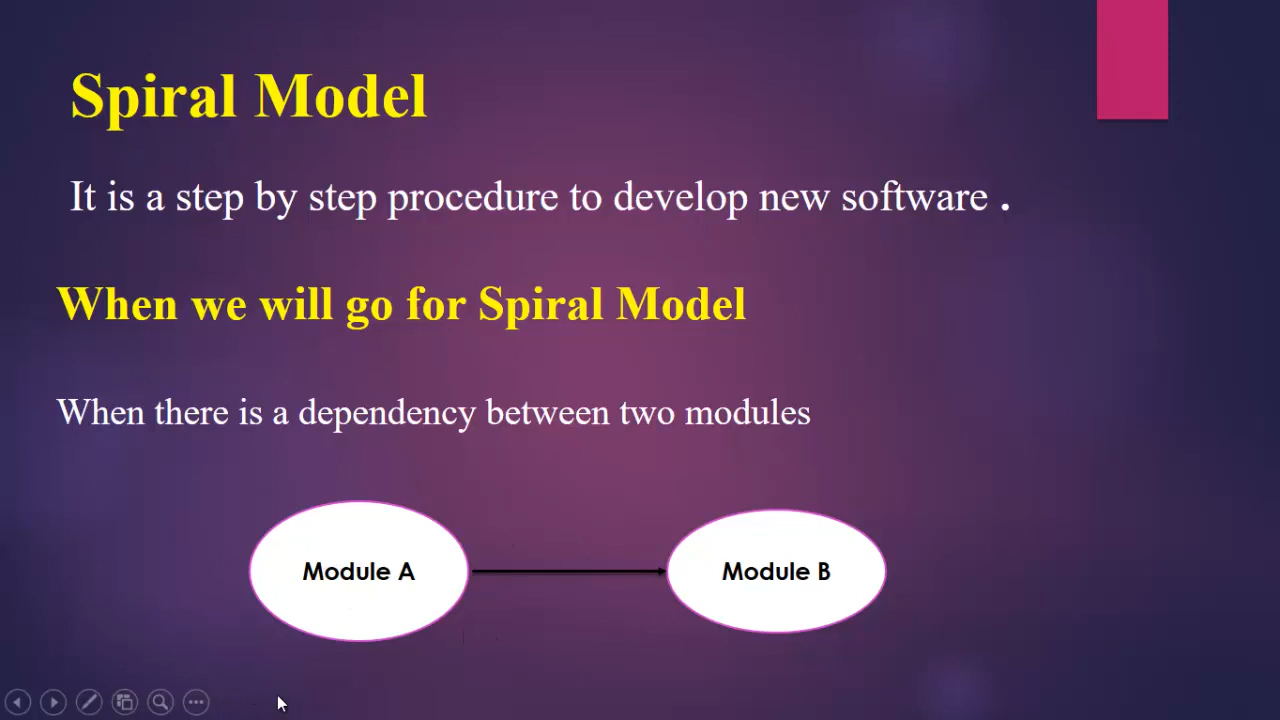 Spiral Model
It is a step by step procedure to develop new software .
When we will go for Spiral Model
When there is a dependency between two modules
Module A
Module B